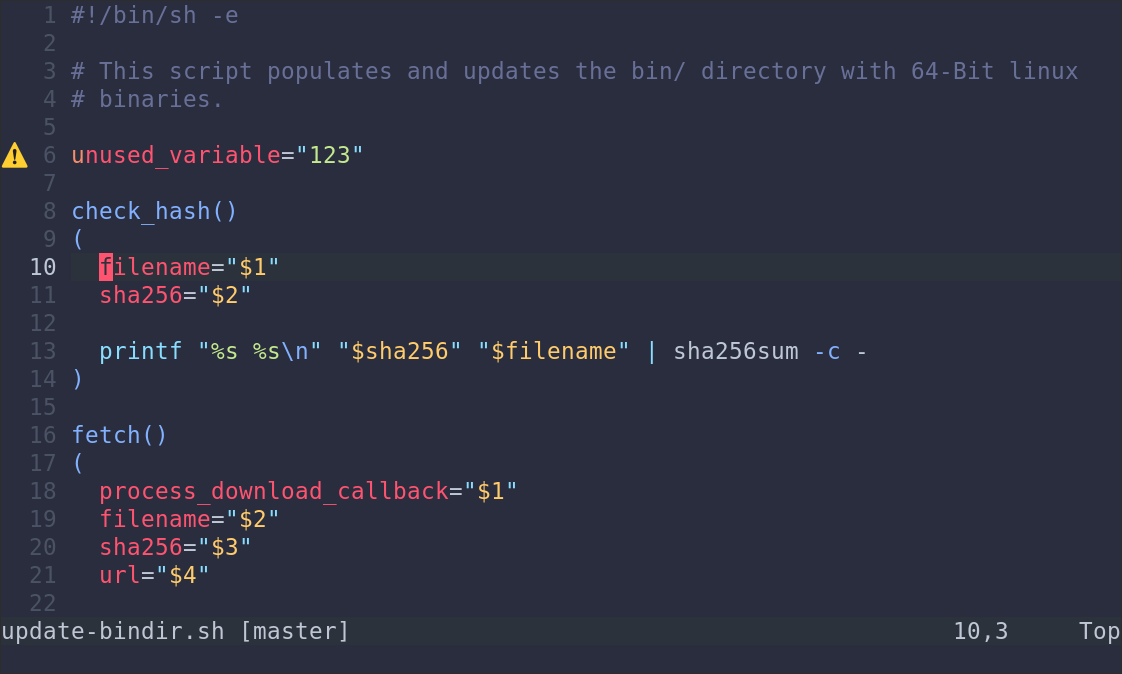 1 #!/bin/sh -e
2
3 # This script populates and updates the bin/ directory with 64-Bit linux
4 # binaries.
5
6 unused_variable="123"
7
8 check_hash()
9 (
10   filename="$1"
11   sha256="$2"
12
13   printf "%s %s\n" "$sha256" "$filename" | sha256sum -c -
14 )
15
16 fetch()
17 (
18   process_download_callback="$1"
19   filename="$2"
20   sha256="$3"
21   url="$4"
22
update-bindir.sh [master] 10,3 Top